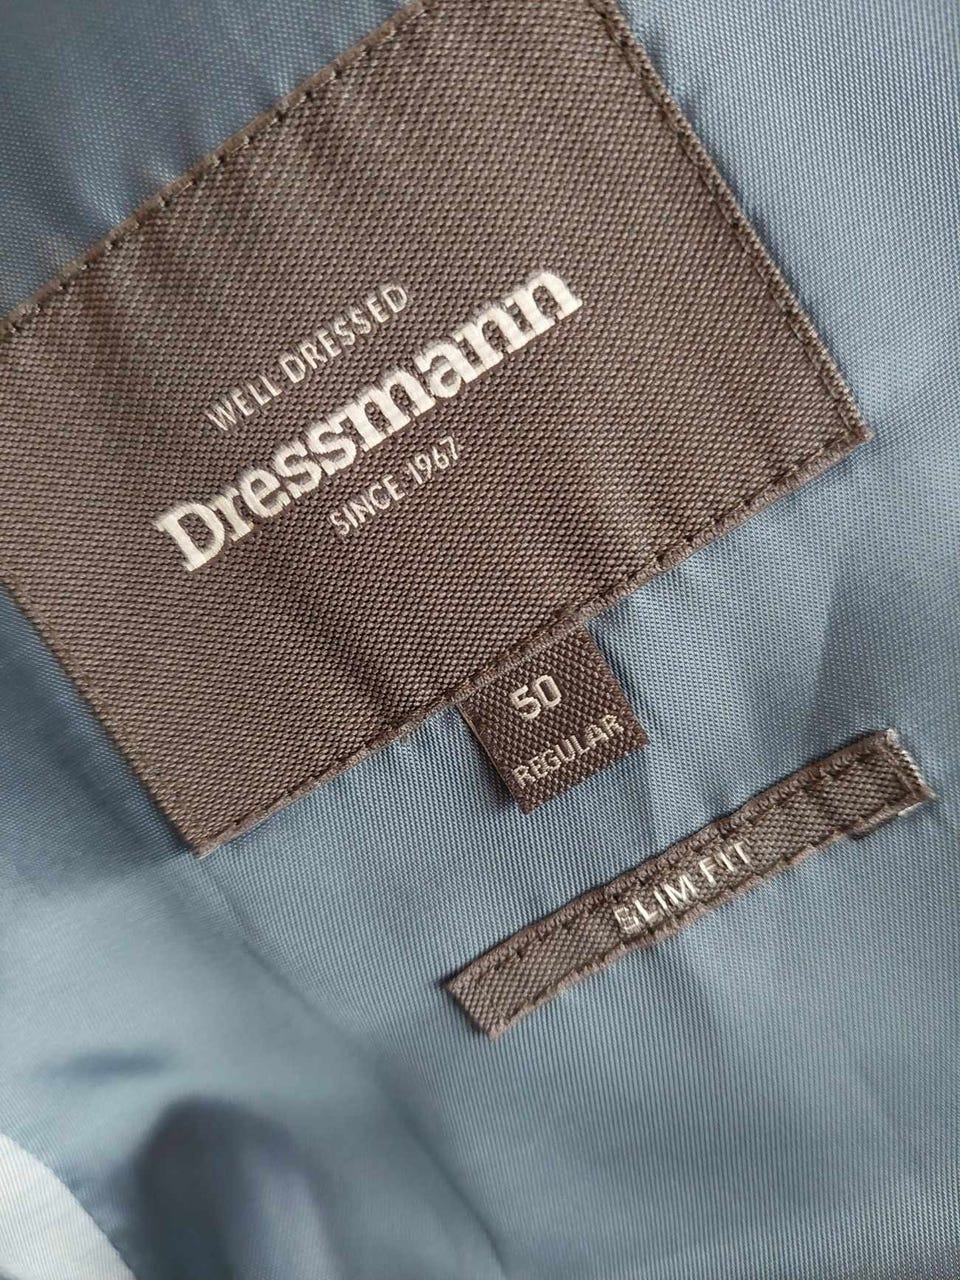 WELL DRESSED
Dressmann
SINCE 1967
50
REGULAR
SLIM FIT